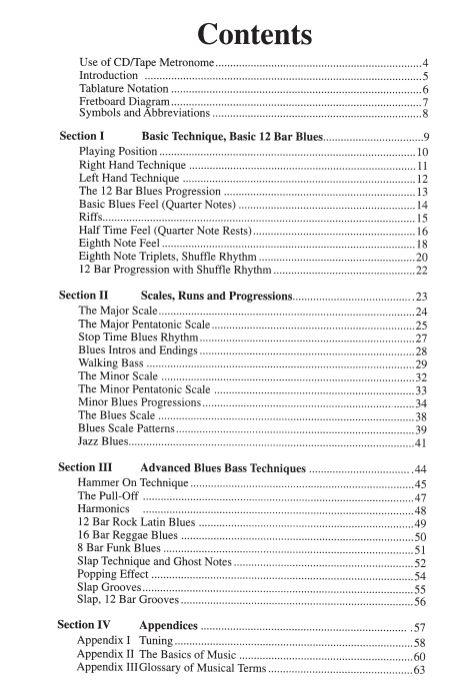 Contents
Use of CD/Tape Metronome...4
Introduction ...5
Tablature Notation ...6
Fretboard Diagram...7
Symbols and Abbreviations ...8
Section I Basic Technique, Basic 12 Bar Blues...9
Playing Position...10
Right Hand Technique ...11
Left Hand Technique ...12
The 12 Bar Blues Progression ...13
Basic Blues Feel (Quarter Notes) ...14
Riffs...15
Half Time Feel (Quarter Note Rests)...16
Eighth Note Feel ...18
Eighth Note Triplets, Shuffle Rhythm ...20
12 Bar Progression with Shuffle Rhythm ...22
Section II Scales, Runs and Progressions...23
The Major Scale...24
The Major Pentatonic Scale...25
Stop Time Blues Rhythm...27
Blues Intros and Endings...28
Walking Bass ...29
The Minor Scale ...32
The Minor Pentatonic Scale ...33
Minor Blues Progressions...34
The Blues Scale ...38
Blues Scale Patterns...39
Jazz Blues...41
Section III Advanced Blues Bass Techniques ...44
Hammer On Technique...45
The Pull-Off ...47
Harmonics ...48
12 Bar Rock Latin Blues ...49
16 Bar Reggae Blues ...50
8 Bar Funk Blues ...51
Slap Technique and Ghost Notes ...52
Popping Effect ...54
Slap Grooves...55
Slap, 12 Bar Grooves...56
Section IV Appendices ...57
Appendix I Tuning...58
Appendix II The Basics of Music ...60
Appendix III Glossary of Musical Terms ...63